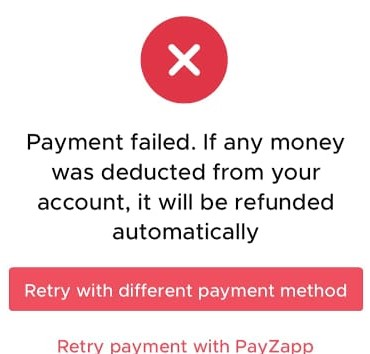 Payment failed. If any money
was deducted from your
account, it will be refunded
automatically
Retry with different payment method
Retry payment with PayZapp